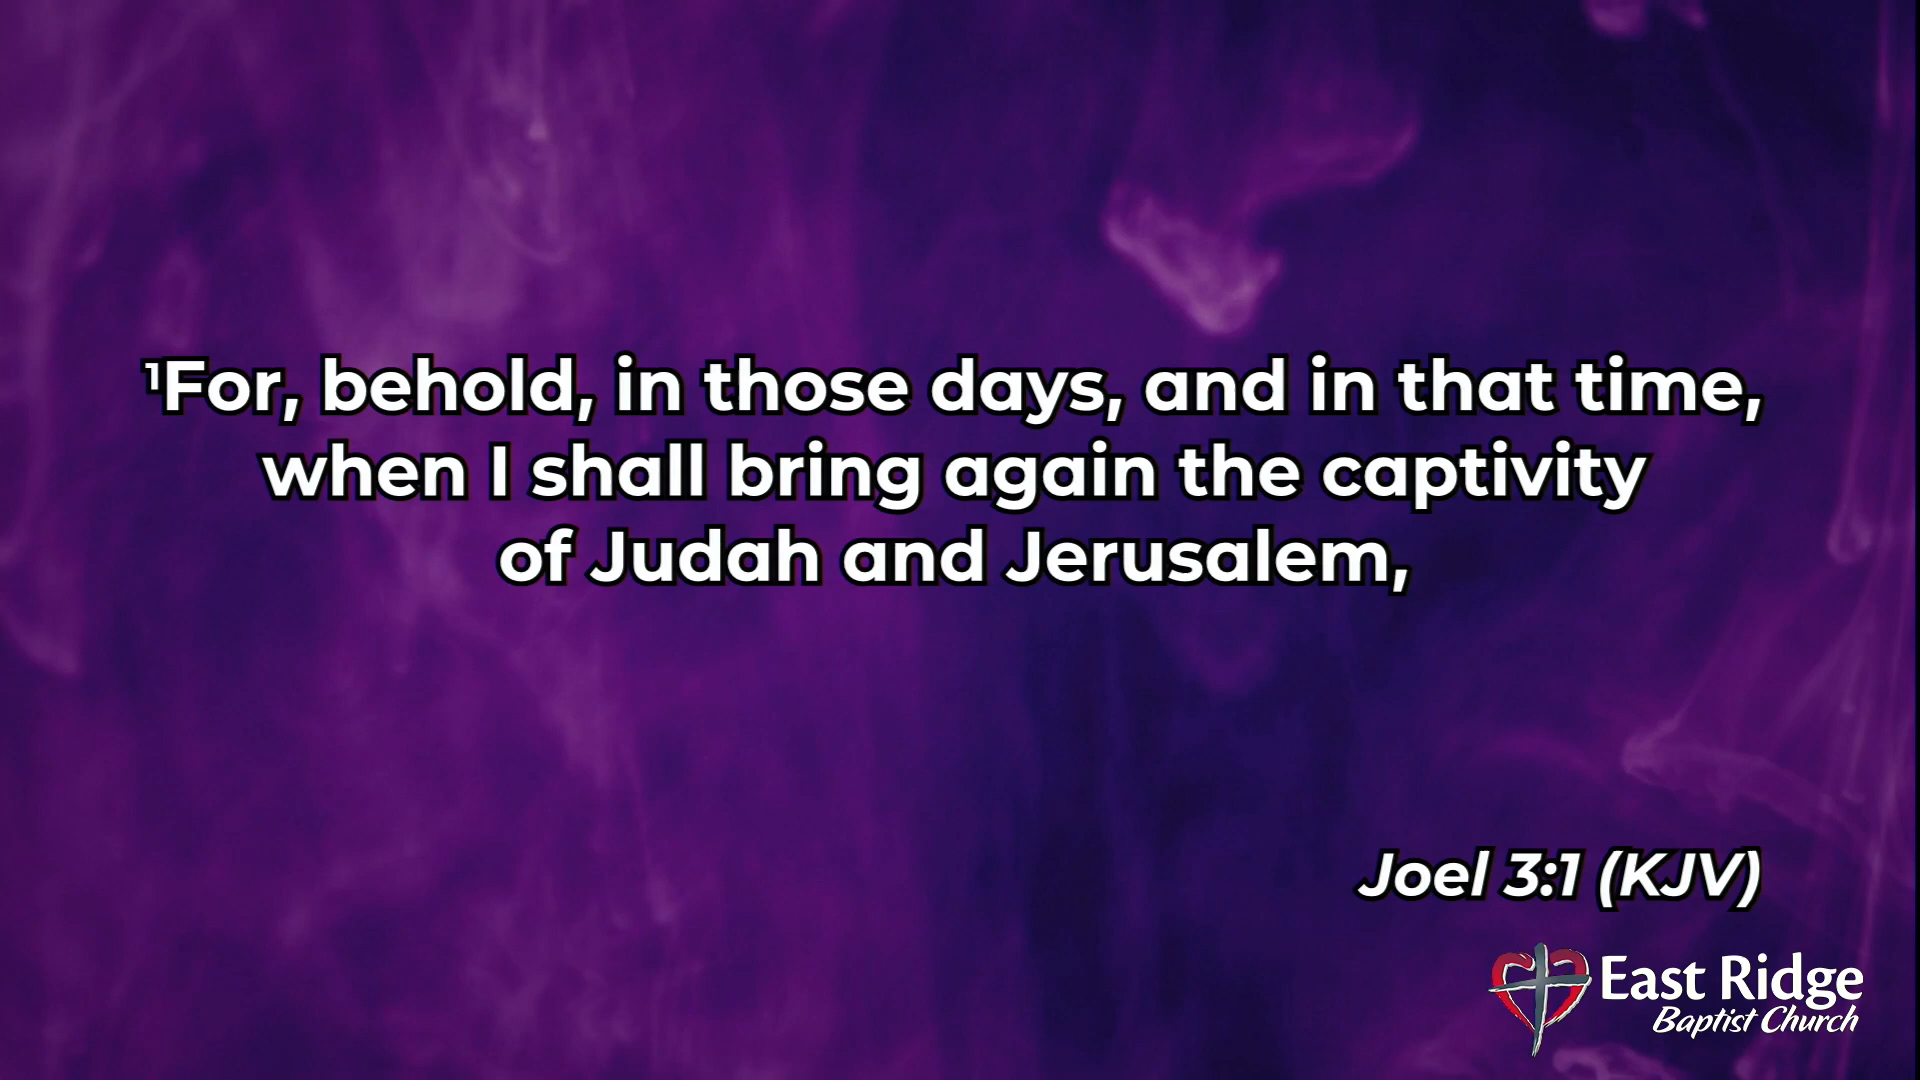 ¹For, behold, in those days, and in that time,
when I shall bring again the captivity
of Judah and Jerusalem,
Joel 3:1 (KJV)
East Ridge
Baptist Church